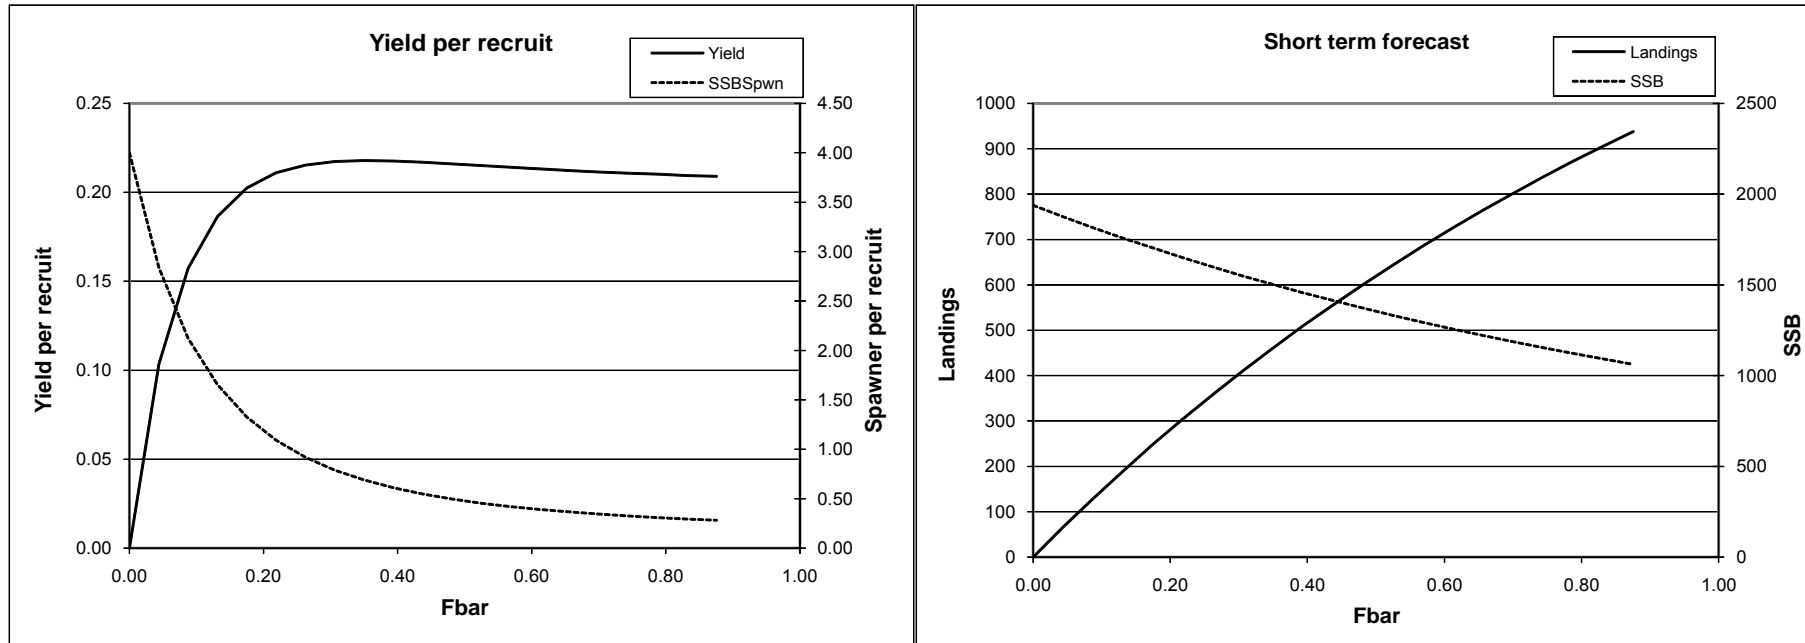 Yield per recruit
Yield
SSBSpwn
0.25
0.20
0.15
0.10
0.05
0.00
4.50
4.00
3.50
3.00
2.50
2.00
1.50
1.00
0.50
0.00
0.00 0.20 0.40 0.60 0.80 1.00
Yield per recruit
Spawner per recruit
Fbar
Short term forecast
Landings
SSB
1000
900
800
700
600
500
400
300
200
100
0
2500
2000
1500
1000
500
0
0.00 0.20 0.40 0.60 0.80 1.00
Landings
SSB
Fbar